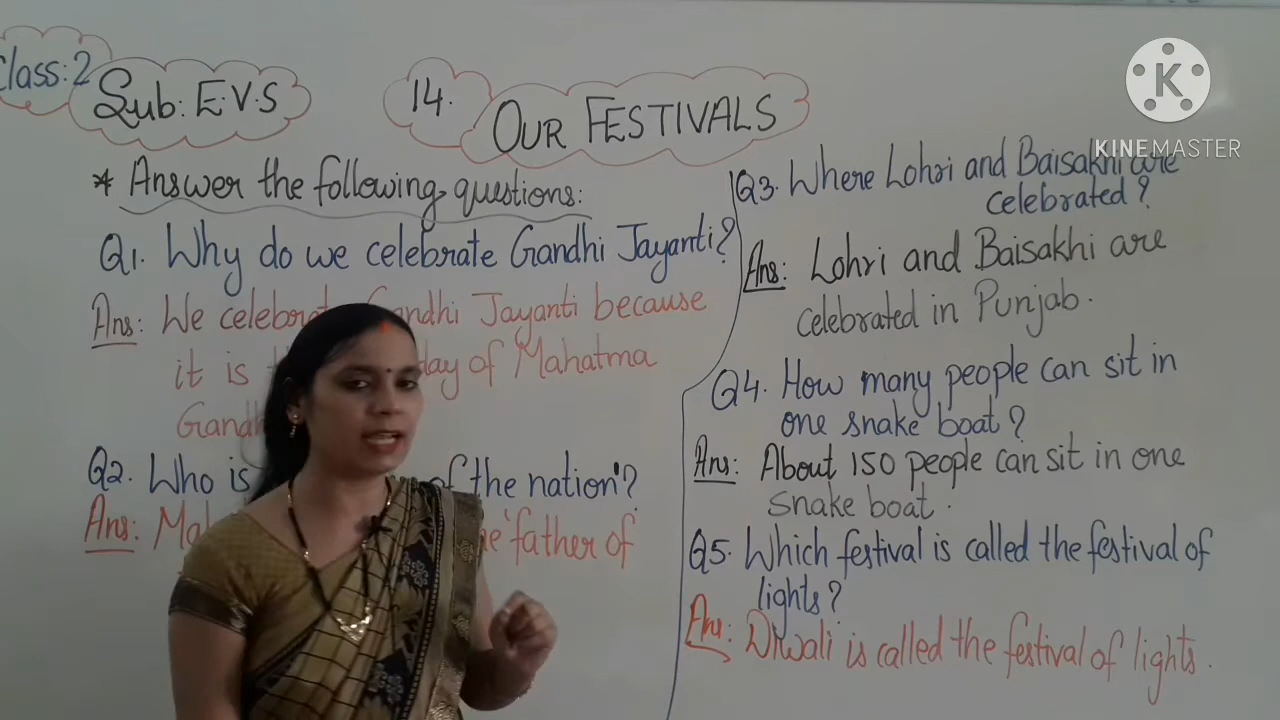 Class: 2
Sub: E.V.S
14.
OUR FESTIVALS
* Answer the following questions:
Q1. Why do we celebrate Gandhi Jayanti?
Ans: We celebrate Gandhi Jayanti because
it is day of Mahatma
Gandhi
Q2. Who is of the nation'?
Ans: 'father of
Q3. Where Lohri and Baisakhi are
celebrated?
Ans: Lohri and Baisakhi are
celebrated in Punjab.
Q4. How many people can sit in
one snake boat?
Ans: About 150 people can sit in one
snake boat.
Q5. Which festival is called the festival of
lights?
Ans: Diwali is called the festival of lights.
K
KINEMASTER